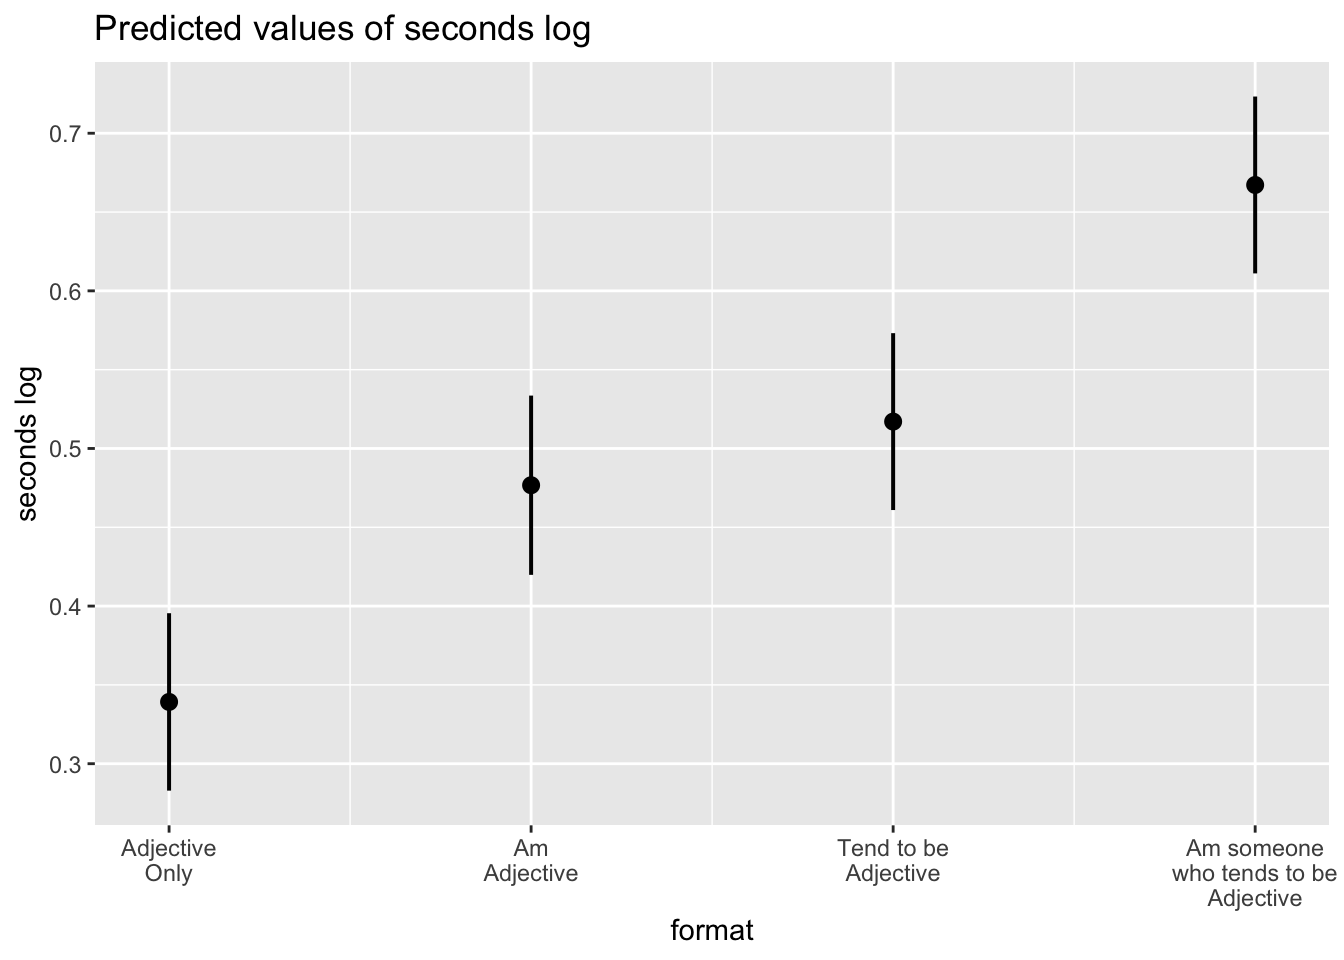 Predicted values of seconds log
seconds log
0.7
0.6
0.5
0.4
0.3
Adjective
Only
Am
Adjective
Tend to be
Adjective
Am someone
who tends to be
Adjective
format